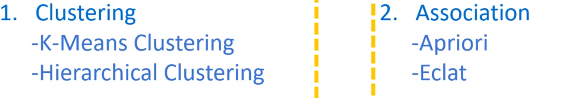 1. Clustering
-K-Means Clustering
-Hierarchical Clustering
2. Association
-Apriori
-Eclat